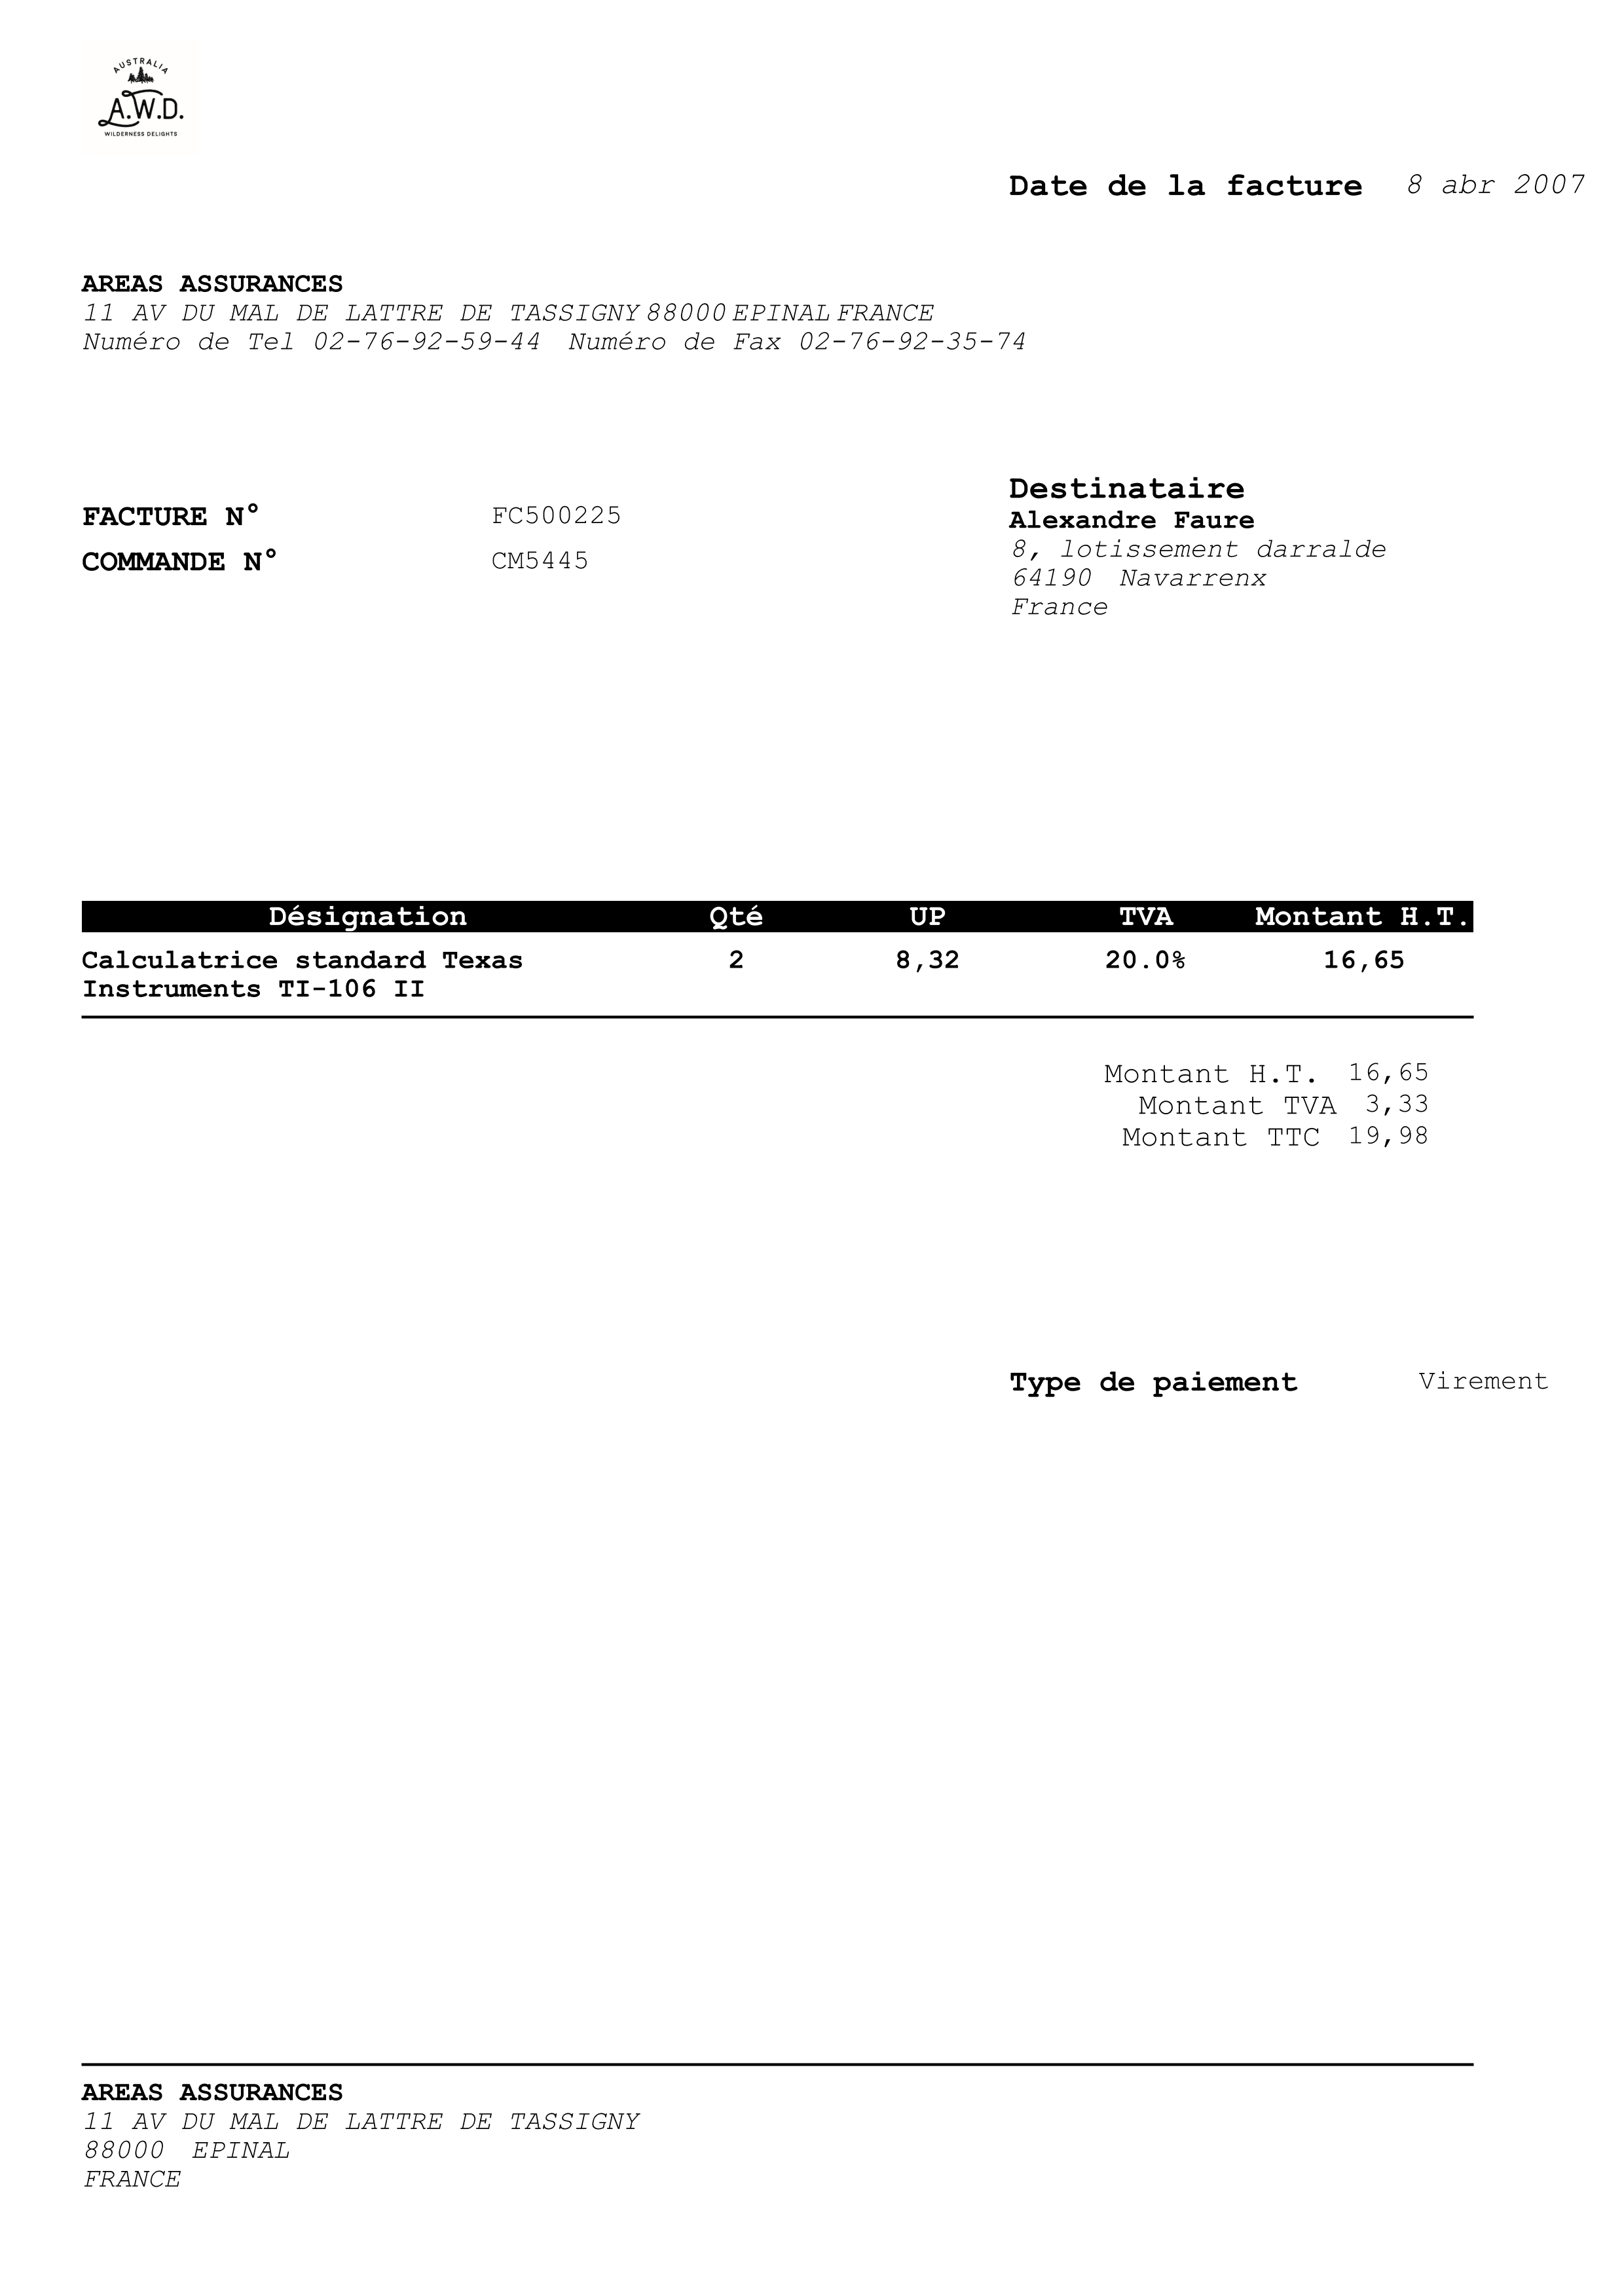 AUSTRALIA
A.W.D.
WILDERNESS DELIGHTS
Date de la facture 8 abr 2007
AREAS ASSURANCES
11 AV DU MAL DE LATTRE DE TASSIGNY 88000 EPINAL FRANCE
Numéro de Tel 02-76-92-59-44 Numéro de Fax 02-76-92-35-74
FACTURE N° FC500225
COMMANDE N° CM5445
Destinataire
Alexandre Faure
8, lotissement darralde
64190 Navarrenx
France
Désignation Qté UP TVA Montant H.T.
Calculatrice standard Texas 2 8,32 20.0% 16,65
Instruments TI-106 II
Montant H.T. 16,65
Montant TVA 3,33
Montant TTC 19,98
Type de paiement Virement
AREAS ASSURANCES
11 AV DU MAL DE LATTRE DE TASSIGNY
88000 EPINAL
FRANCE